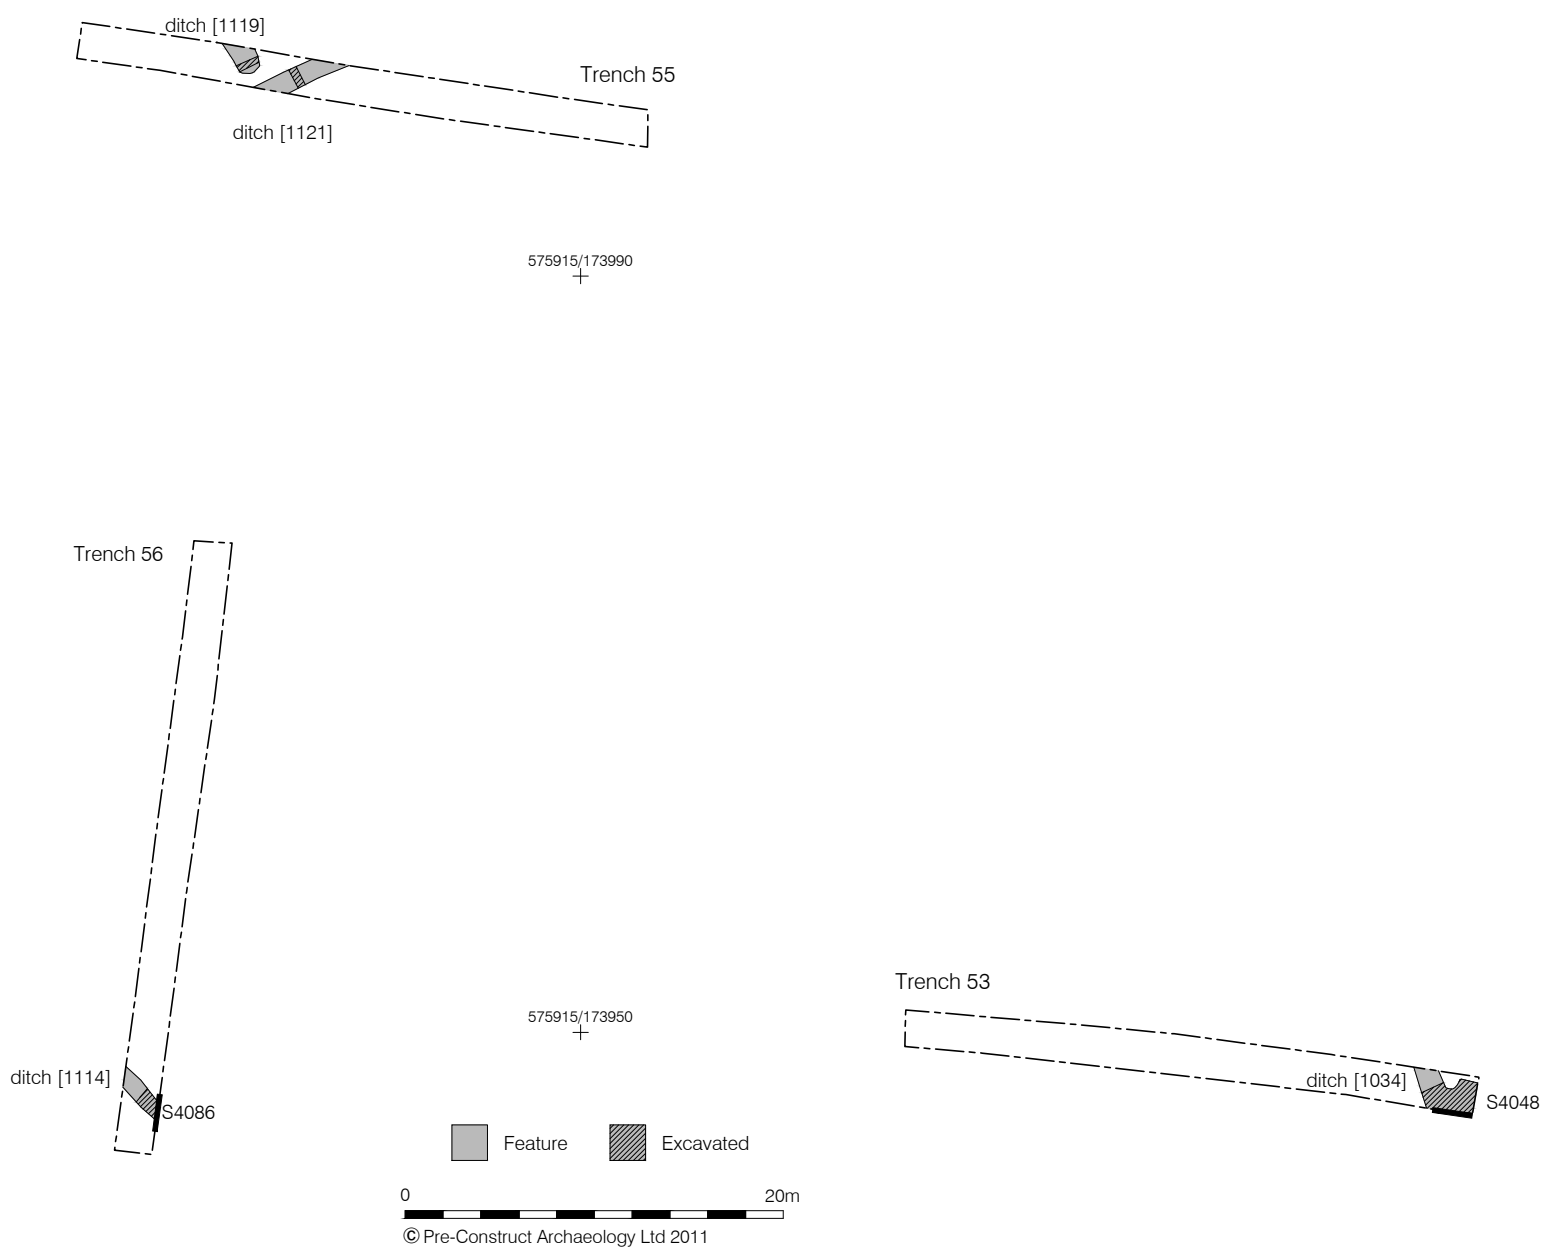 ditch [1119]
Trench 55
ditch [1121]
575915/173990
Trench 56
Trench 53
575915/173950
ditch [1114]
ditch [1034]
S4086
S4048
Feature
Excavated
0
20m
© Pre-Construct Archaeology Ltd 2011